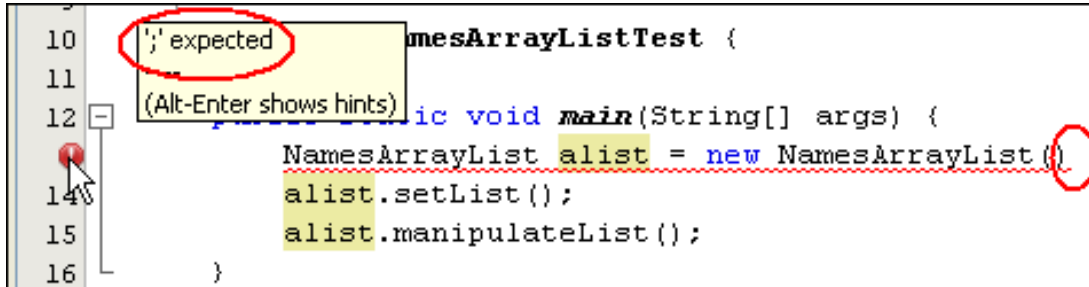 10 ';' expected mesArrayListTest {
11
(Alt-Enter shows hints)
12 ic void main(String[] args) {
NamesArrayList alist = new NamesArrayList()
14 alist.setList();
15 alist.manipulateList();
16 }